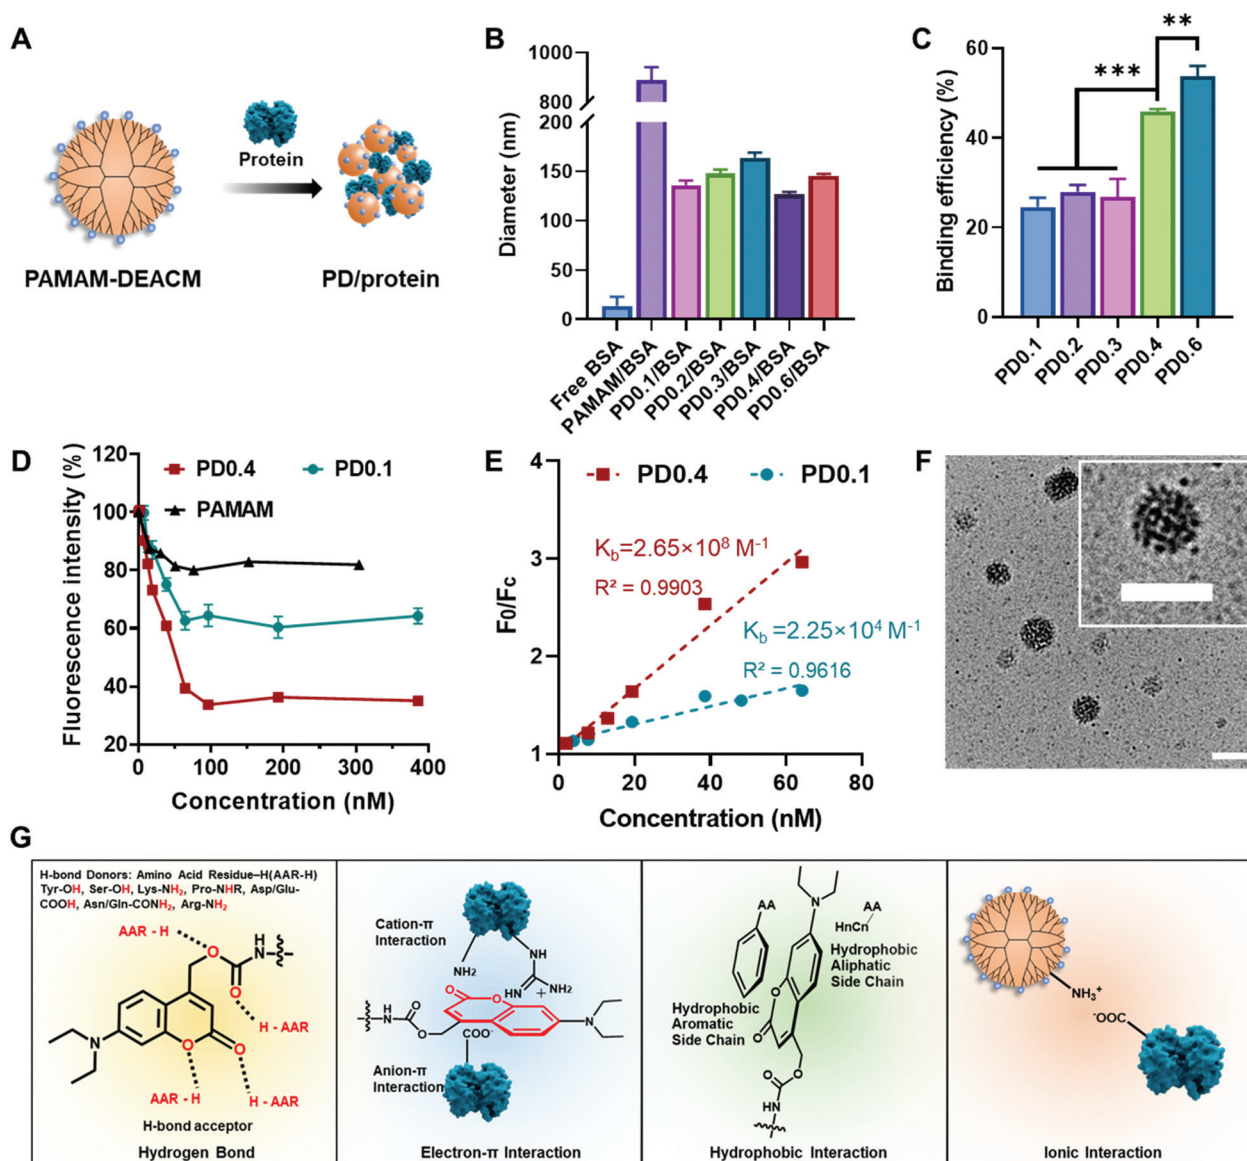 A
Protein
PAMAM-DEACM
PD/protein
B
Diameter (nm)
1000
800
200
150
100
50
0
Free BSA
PAMAM/BSA
PD0.1/BSA
PD0.2/BSA
PD0.3/BSA
PD0.4/BSA
PD0.6/BSA
C
Binding efficiency (%)
60
40
20
0
***
**
PD0.1
PD0.2
PD0.3
PD0.4
PD0.6
D
Fluorescence intensity (%)
120
100
80
60
40
20
PD0.4
PD0.1
PAMAM
0
100
200
300
400
Concentration (nM)
E
F0/Fc
4
3
2
1
PD0.4
PD0.1
Kb=2.65×10⁸ M⁻¹
R² = 0.9903
Kb=2.25×10⁴ M⁻¹
R² = 0.9616
0
20
40
60
80
Concentration (nM)
F
G
H-bond Donors: Amino Acid Residue–H(AAR-H)
Tyr-OH, Ser-OH, Lys-NH2, Pro-NHR, Asp/Glu-
COOH, Asn/Gln-CONH2, Arg-NH2
AAR - H
O
H
N
O
H - AAR
N
O
O
AAR - H
H - AAR
H-bond acceptor
Hydrogen Bond
Cation-π
Interaction
NH2
HN
NH2
+
O
O
H
N
O
O
N
COO⁻
Anion-π
Interaction
Electron-π Interaction
AA
N
AA
HnCn
Hydrophobic
Aliphatic
Side Chain
Hydrophobic
Aromatic
Side Chain
O
O
O
O
NH
Hydrophobic Interaction
NH3⁺
⁻OOC
Ionic Interaction